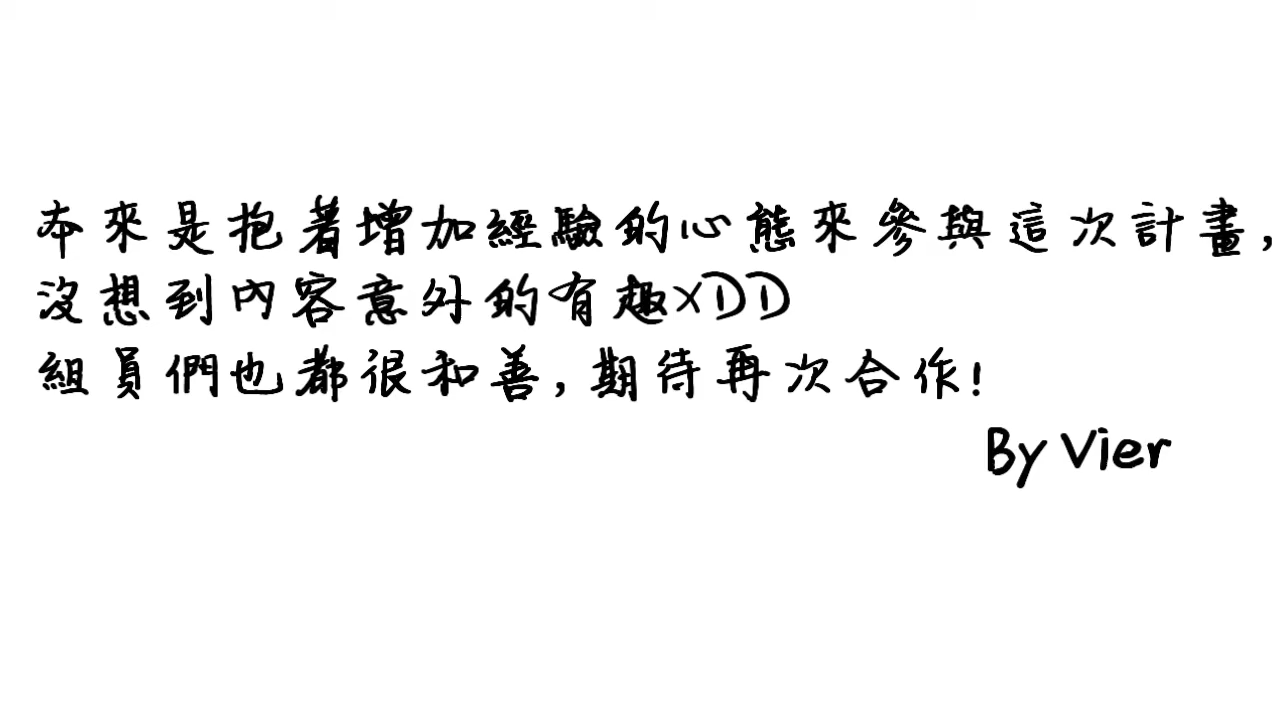 本來是抱著增加經驗的心態來參與這次計畫,
沒想到內容意外的有趣XDD
組員們也都很和善,期待再次合作!
By Vier